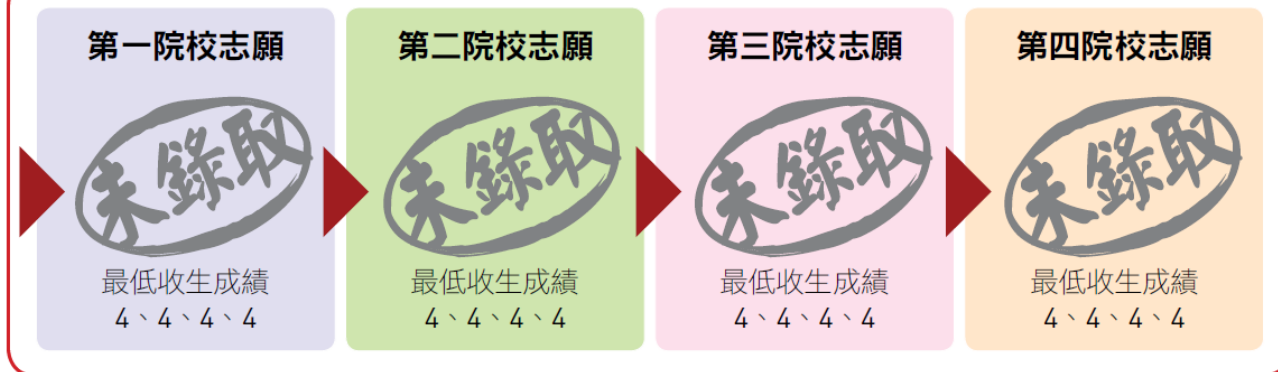 第一院校志願
未錄取
最低收生成績
4、4、4、4
第二院校志願
未錄取
最低收生成績
4、4、4、4
第三院校志願
未錄取
最低收生成績
4、4、4、4
第四院校志願
未錄取
最低收生成績
4、4、4、4